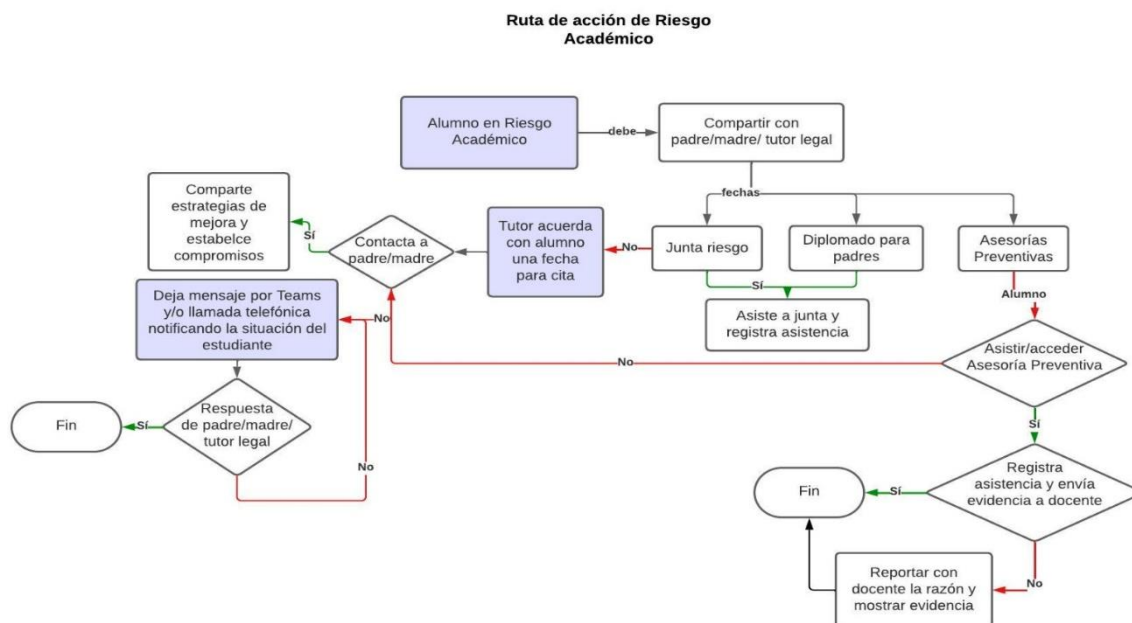 Ruta de acción de Riesgo
Académico
Alumno en Riesgo
Académico
debe
Compartir con
padre/madre/ tutor legal
fechas
Comparte
estrategias de
mejora y
estabelce
compromisos
Sí
Contacta a
padre/madre
Tutor acuerda
con alumno
una fecha
para cita
No
Junta riesgo
Diplomado para
padres
Asesorías
Preventivas
Sí
Alumno
Asiste a junta y
registra asistencia
Deja mensaje por Teams
y/o llamada telefónica
notificando la situación del
estudiante
No
No
Asistir/acceder
Asesoría Preventiva
Fin
Sí
Respuesta
de padre/madre/
tutor legal
No
Sí
Fin
Sí
Registra
asistencia y envía
evidencia a docente
No
Reportar con
docente la razón y
mostrar evidencia